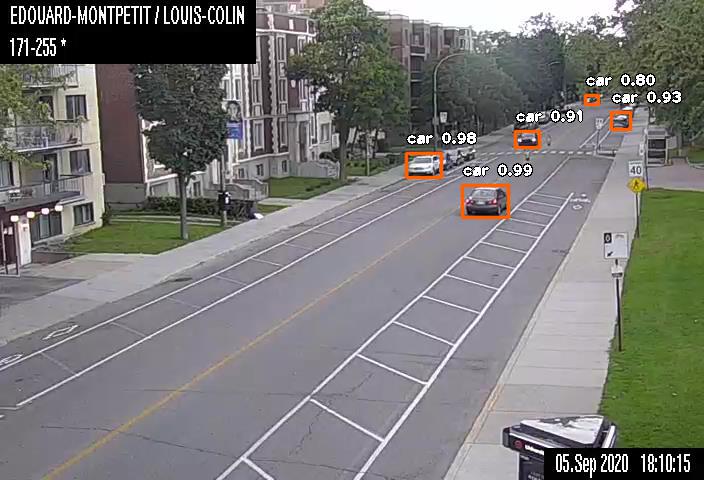 EDOUARD-MONTPETIT / LOUIS-COLIN
171-255 *
car 0.80
car 0.93
car 0.91
car 0.98
car 0.99
40
05.Sep 2020 18:10:15